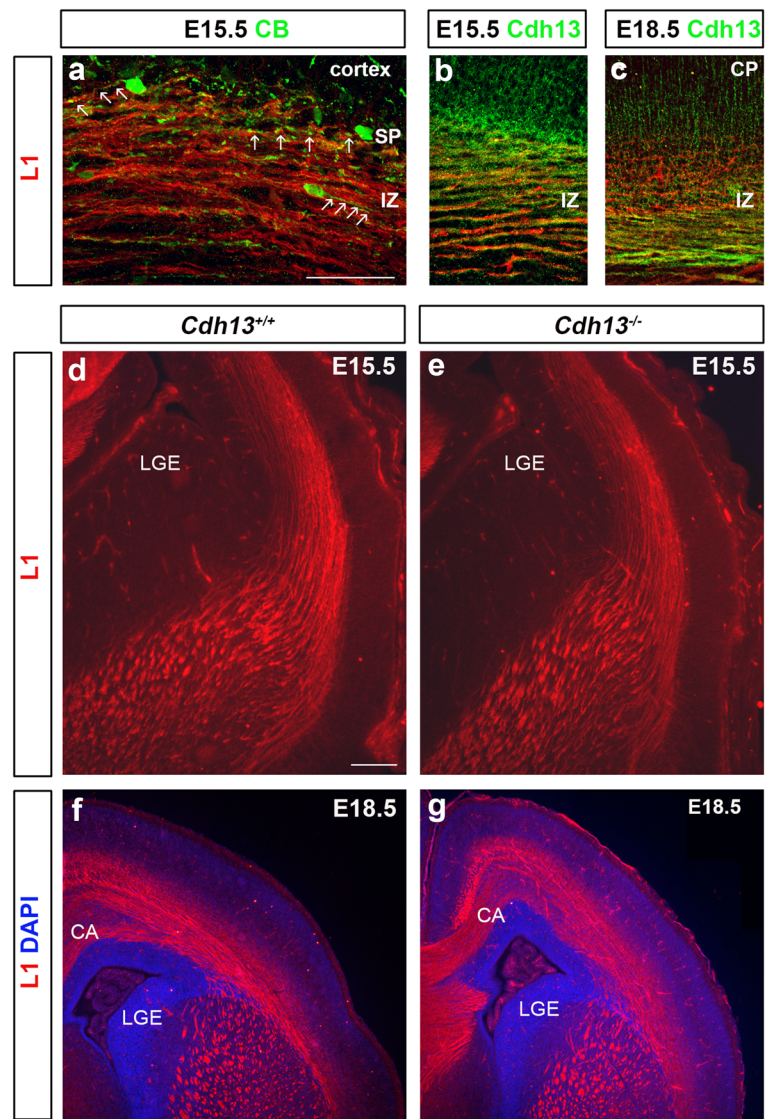 E15.5 CB
E15.5 Cdh13
E18.5 Cdh13
L1
a
cortex
SP
IZ
b
IZ
c
CP
IZ
Cdh13+/+
Cdh13-/-
L1
d
E15.5
LGE
e
E15.5
LGE
L1 DAPI
f
E18.5
CA
LGE
g
E18.5
CA
LGE